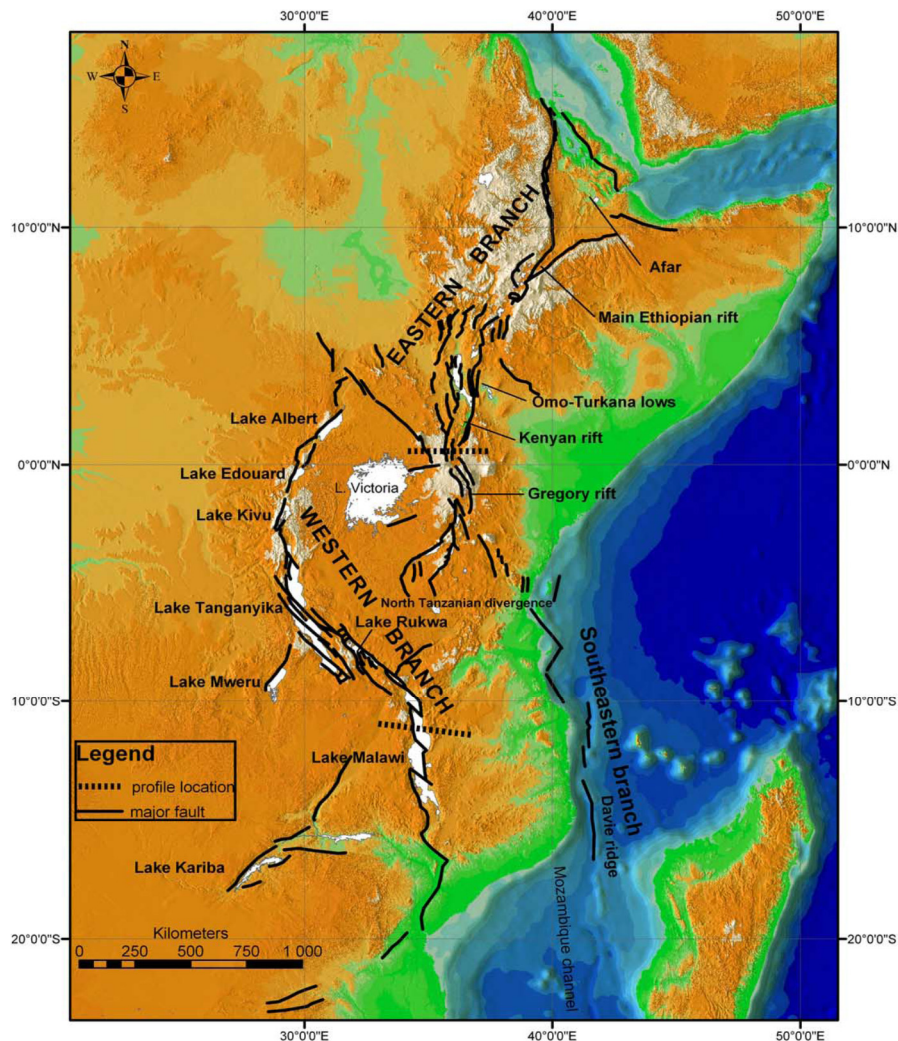 30°0'0"E 40°0'0"E 50°0'0"E
N
W E
S
10°0'0"N 10°0'0"N
EASTERN BRANCH
Afar
Main Ethiopian rift
Omo-Turkana lows
Lake Albert
Kenyan rift
0°0'0"N 0°0'0"N
Lake Edouard
L. Victoria
Gregory rift
Lake Kivu
WESTERN BRANCH
Lake Tanganyika
North Tanzanian divergence
Lake Rukwa
Lake Mweru
10°0'0"S 10°0'0"S
Southeastern branch
Davie ridge
Legend
profile location
major fault
Lake Malawi
Lake Kariba
Mozambique channel
20°0'0"S 20°0'0"S
Kilometers
0 250 500 750 1 000
30°0'0"E 40°0'0"E 50°0'0"E